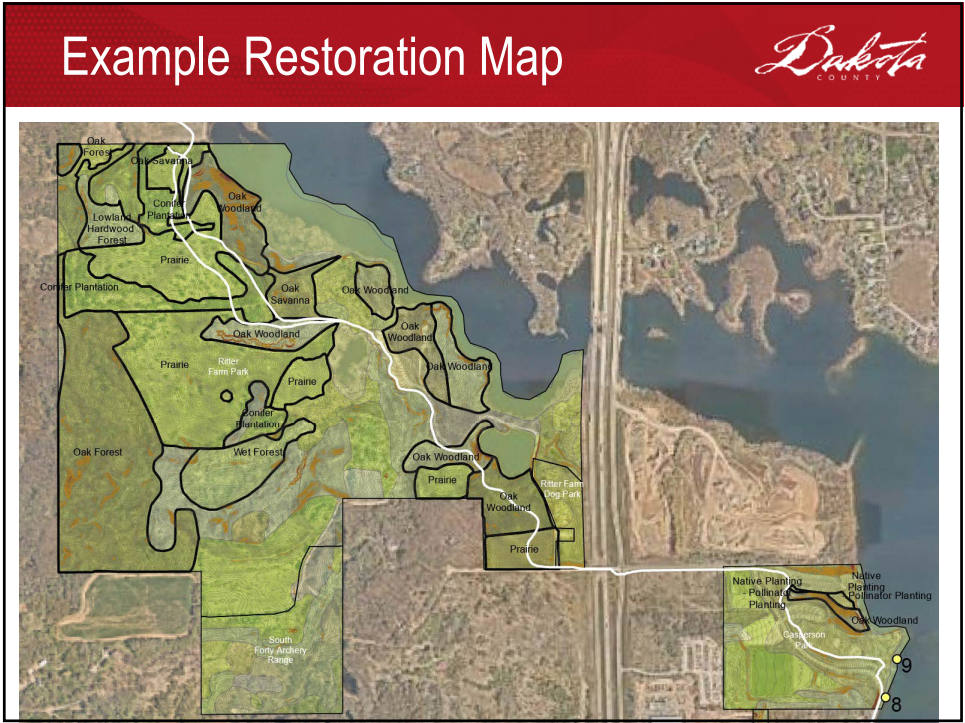 Example Restoration Map
Dakota
COUNTY
Oak
Forest
Oak Savanna
Oak
Woodland
Conifer
Plantation
Lowland
Hardwood
Forest
Prairie
Conifer Plantation
Oak
Savanna
Oak Woodland
Oak Woodland
Oak
Woodland
Oak Woodland
Prairie
Ritter
Farm Park
Prairie
Conifer
Plantation
Oak Forest
Wet Forest
Oak Woodland
Prairie
Oak
Woodland
Ritter Farm
Dog Park
Prairie
Native Planting
- Pollinator
Planting
Native
Planting
Pollinator Planting
Oak Woodland
Casperson
Park
South
Forty Archery
Range
9
8